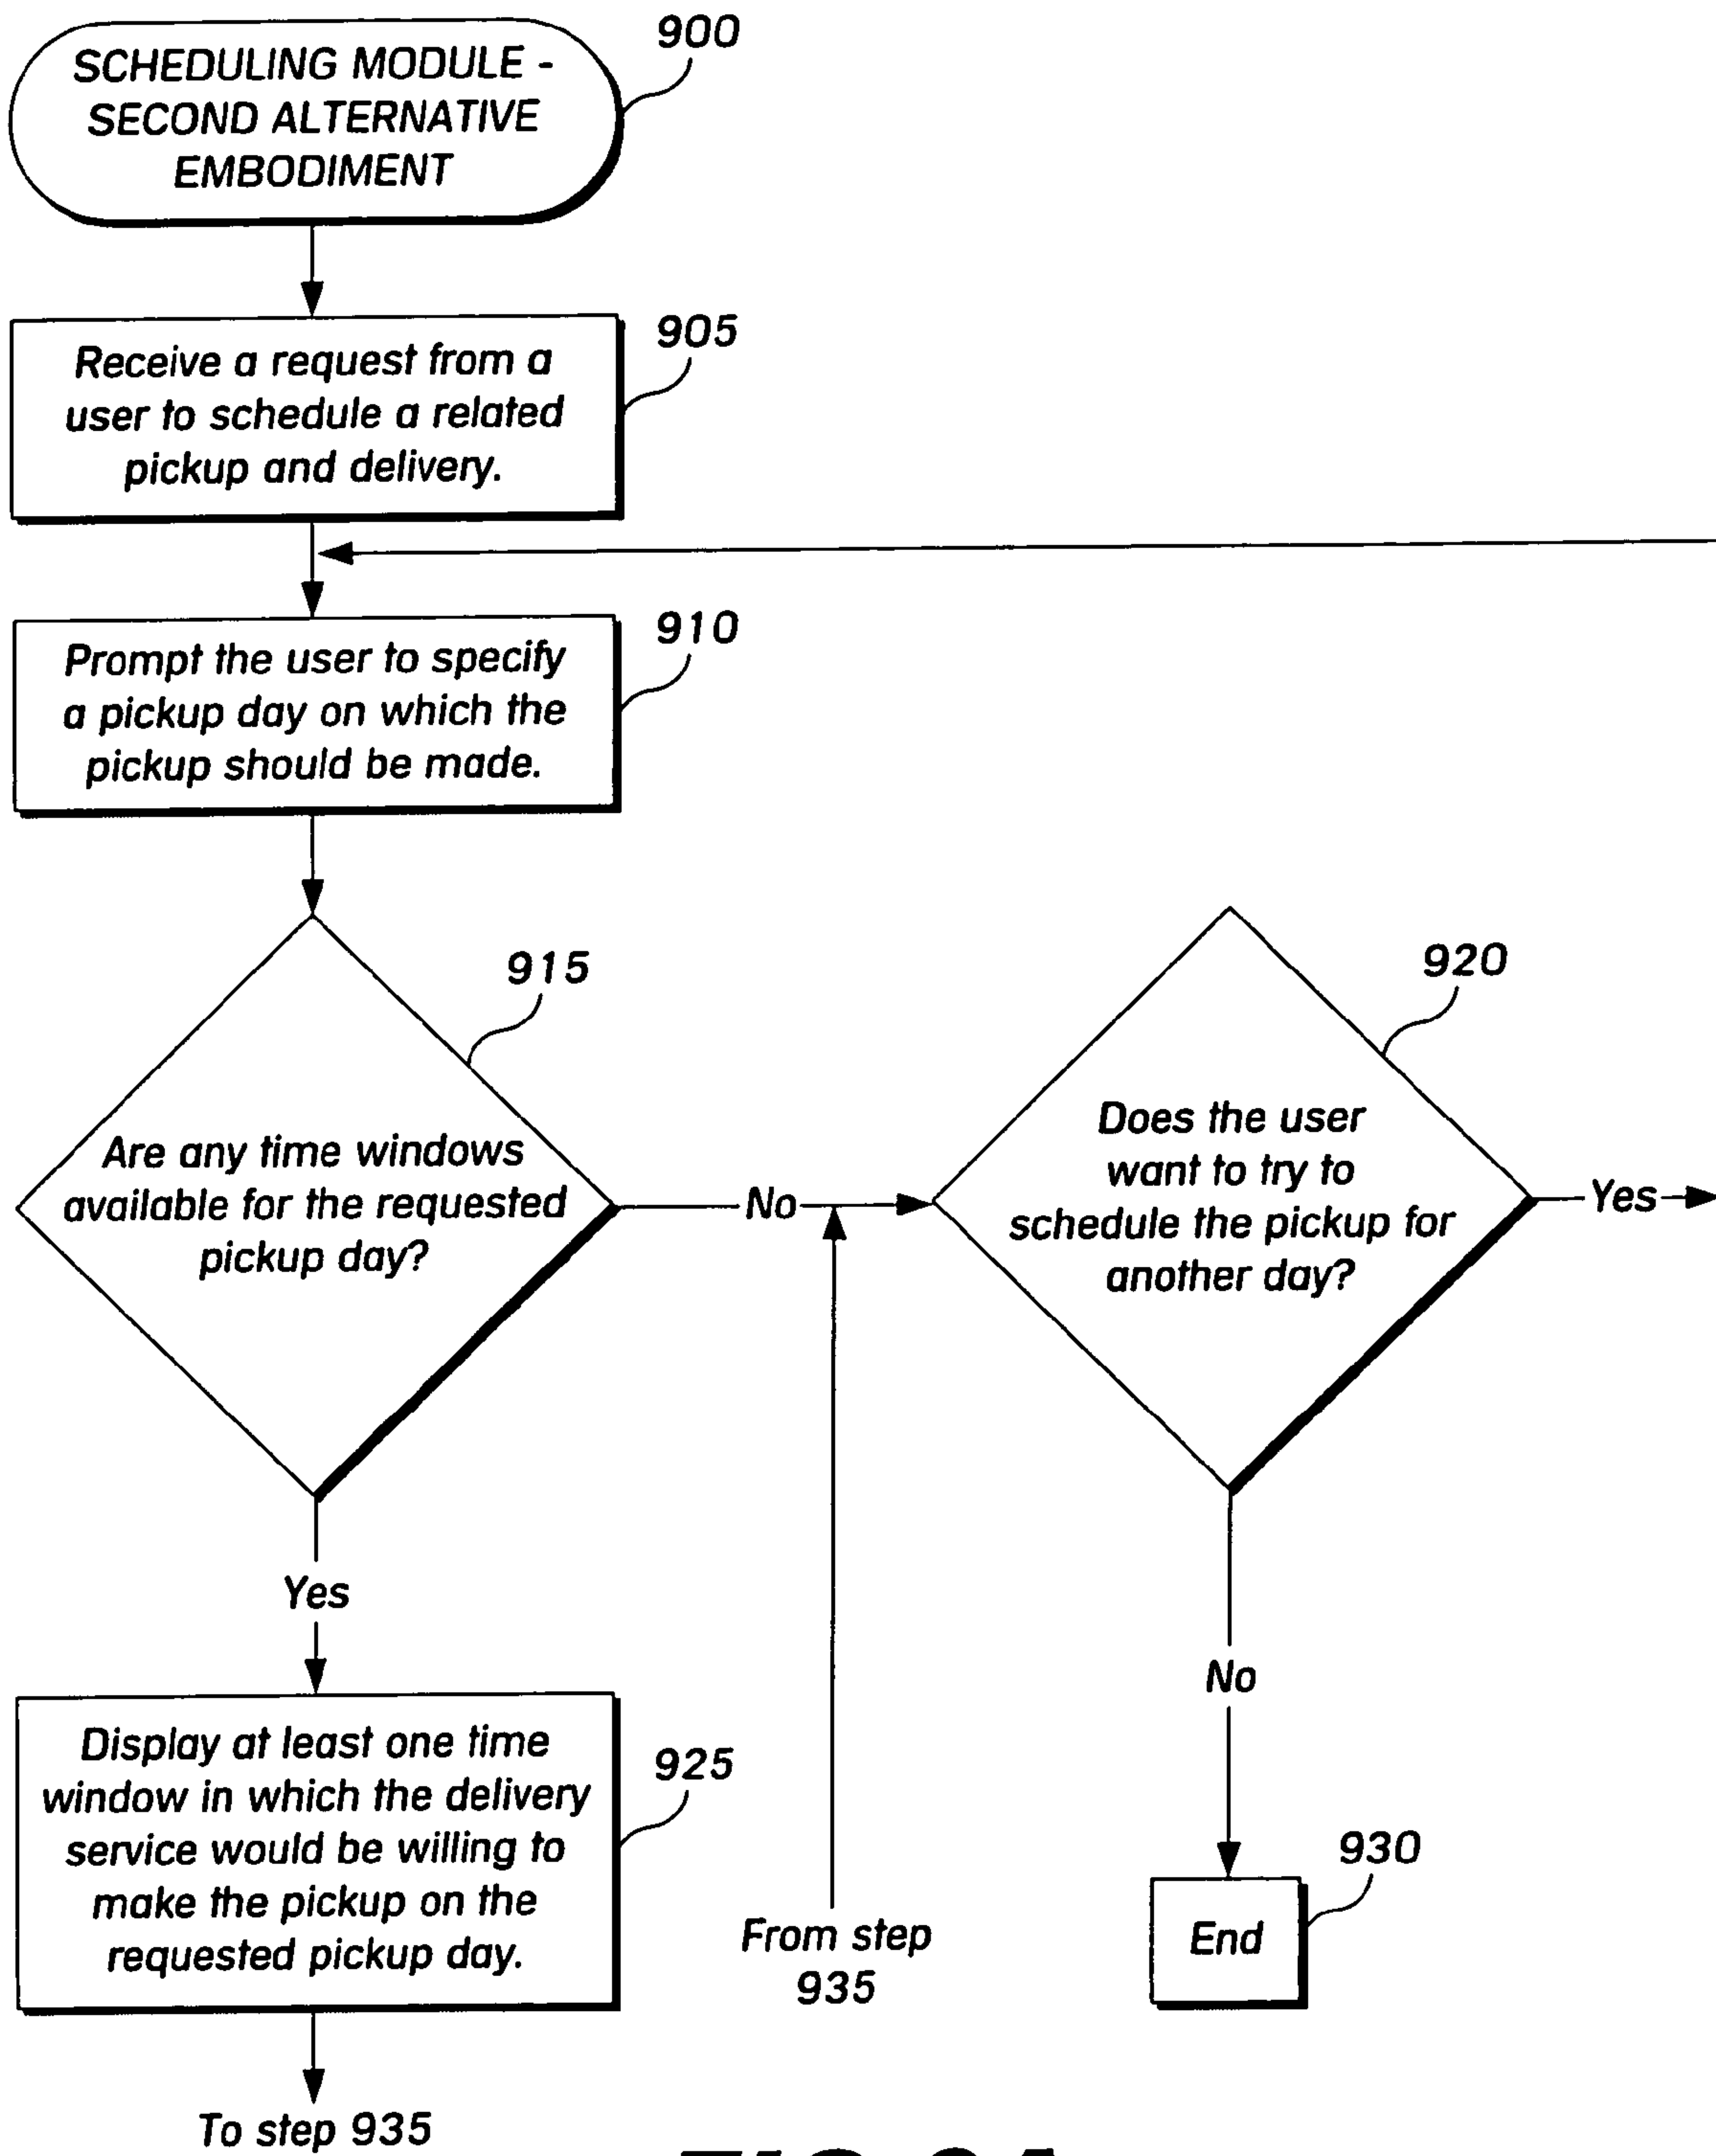 SCHEDULING MODULE -
SECOND ALTERNATIVE
EMBODIMENT
900
Receive a request from a
user to schedule a related
pickup and delivery.
905
Prompt the user to specify
a pickup day on which the
pickup should be made.
910
Are any time windows
available for the requested
pickup day?
915
No
Does the user
want to try to
schedule the pickup for
another day?
920
Yes
Yes
No
Display at least one time
window in which the delivery
service would be willing to
make the pickup on the
requested pickup day.
925
From step
935
End
930
To step 935